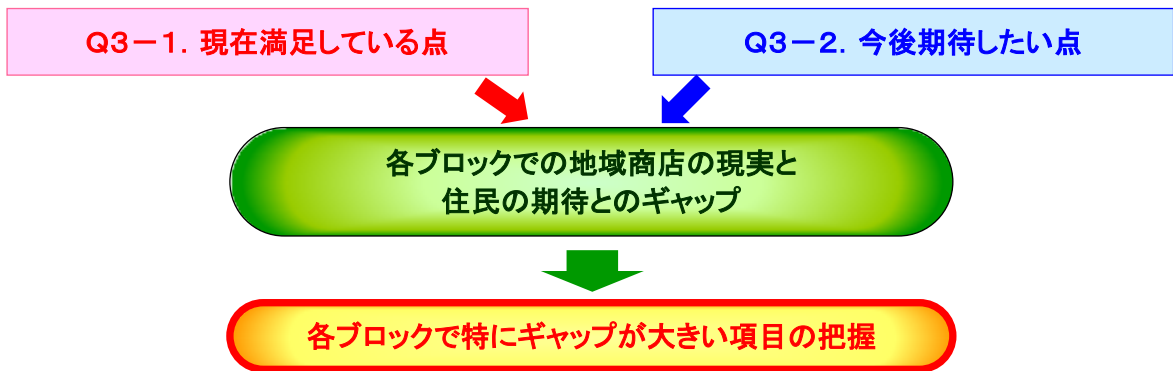 Q3－1．現在満足している点
Q3－2．今後期待したい点
各ブロックでの地域商店の現実と
住民の期待とのギャップ
各ブロックで特にギャップが大きい項目の把握